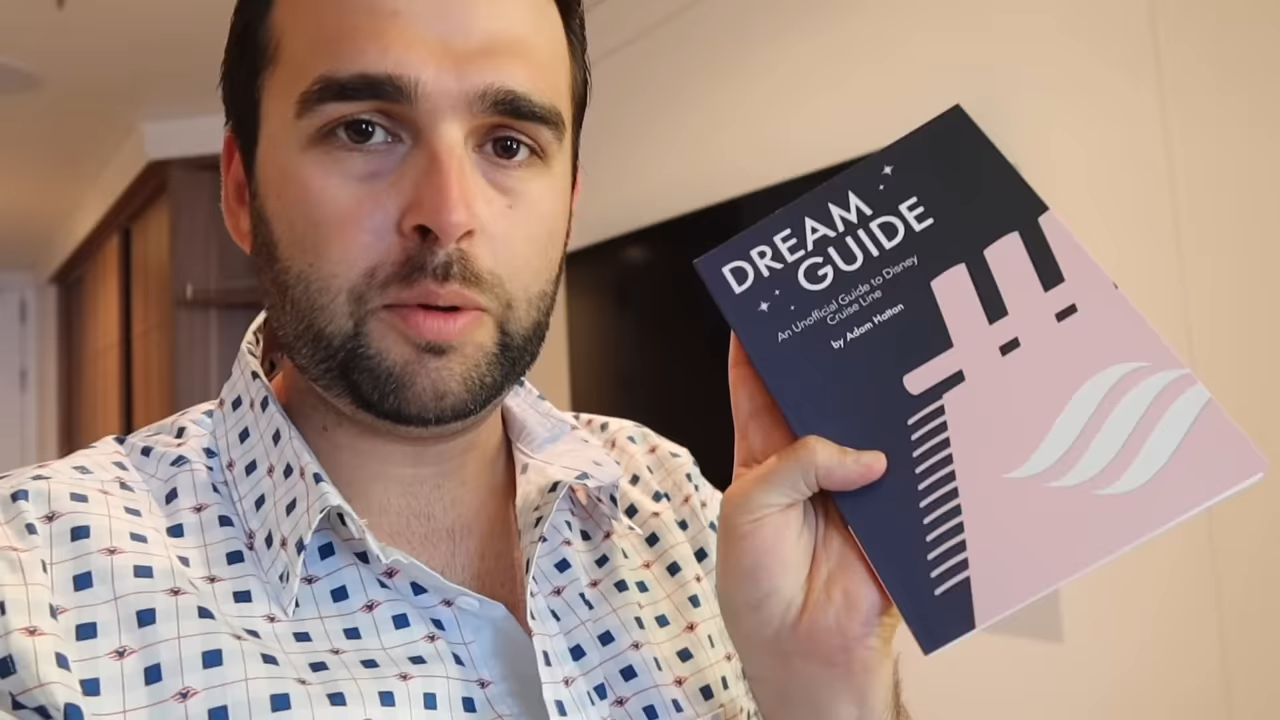 DREAM
GUIDE
An Unofficial Guide to Disney
Cruise Line
by Adam Hattan